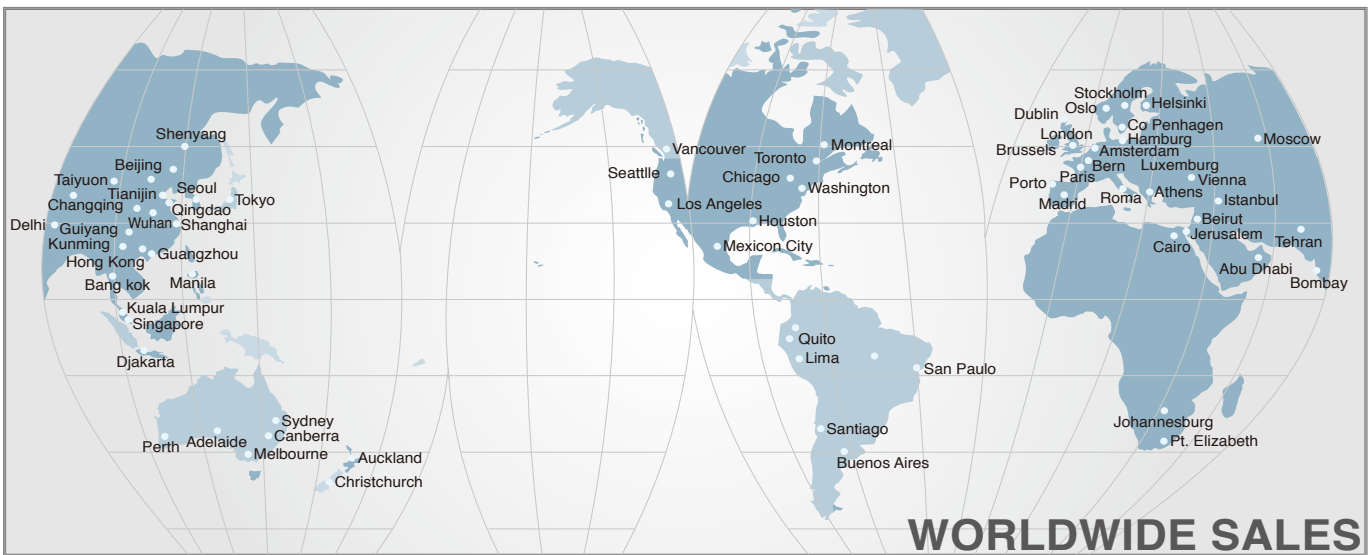 Shenyang
Beijing
Taiyuon
Tianijin
Seoul
Changqing
Qingdao
Tokyo
Delhi
Guiyang
Wuhan
Shanghai
Kunming
Hong Kong
Guangzhou
Bang kok
Manila
Kuala Lumpur
Singapore
Djakarta
Sydney
Perth
Adelaide
Canberra
Melbourne
Auckland
Christchurch
Vancouver
Seattlle
Los Angeles
Montreal
Toronto
Chicago
Washington
Houston
Mexicon City
Quito
Lima
San Paulo
Santiago
Buenos Aires
Stockholm
Dublin
Oslo
Helsinki
London
Co Penhagen
Hamburg
Brussels
Amsterdam
Moscow
Paris
Bern
Luxemburg
Vienna
Porto
Madrid
Roma
Athens
Istanbul
Beirut
Jerusalem
Cairo
Tehran
Abu Dhabi
Bombay
Johannesburg
Pt. Elizabeth
WORLDWIDE SALES